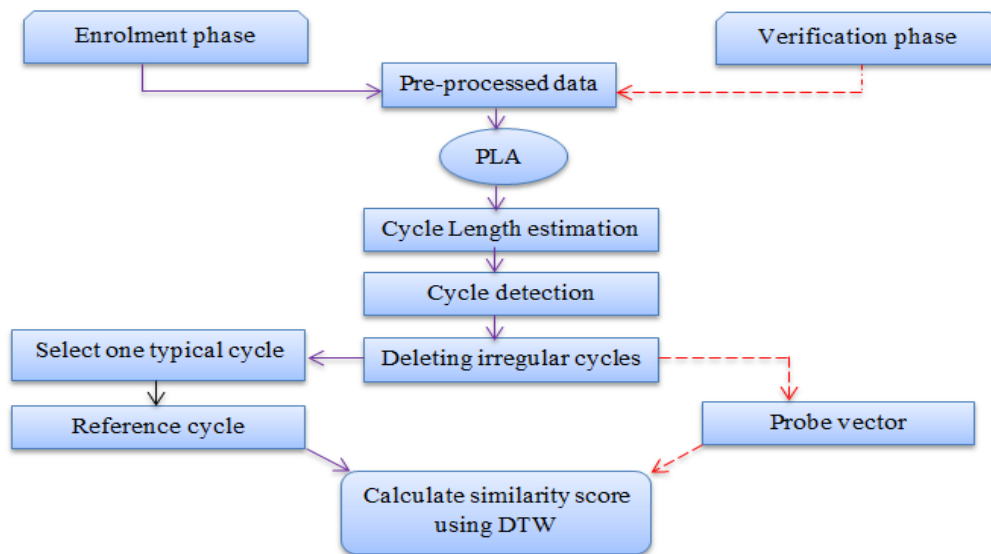 Enrolment phase
Verification phase
Pre-processed data
PLA
Cycle Length estimation
Cycle detection
Select one typical cycle
Deleting irregular cycles
Reference cycle
Probe vector
Calculate similarity score
using DTW